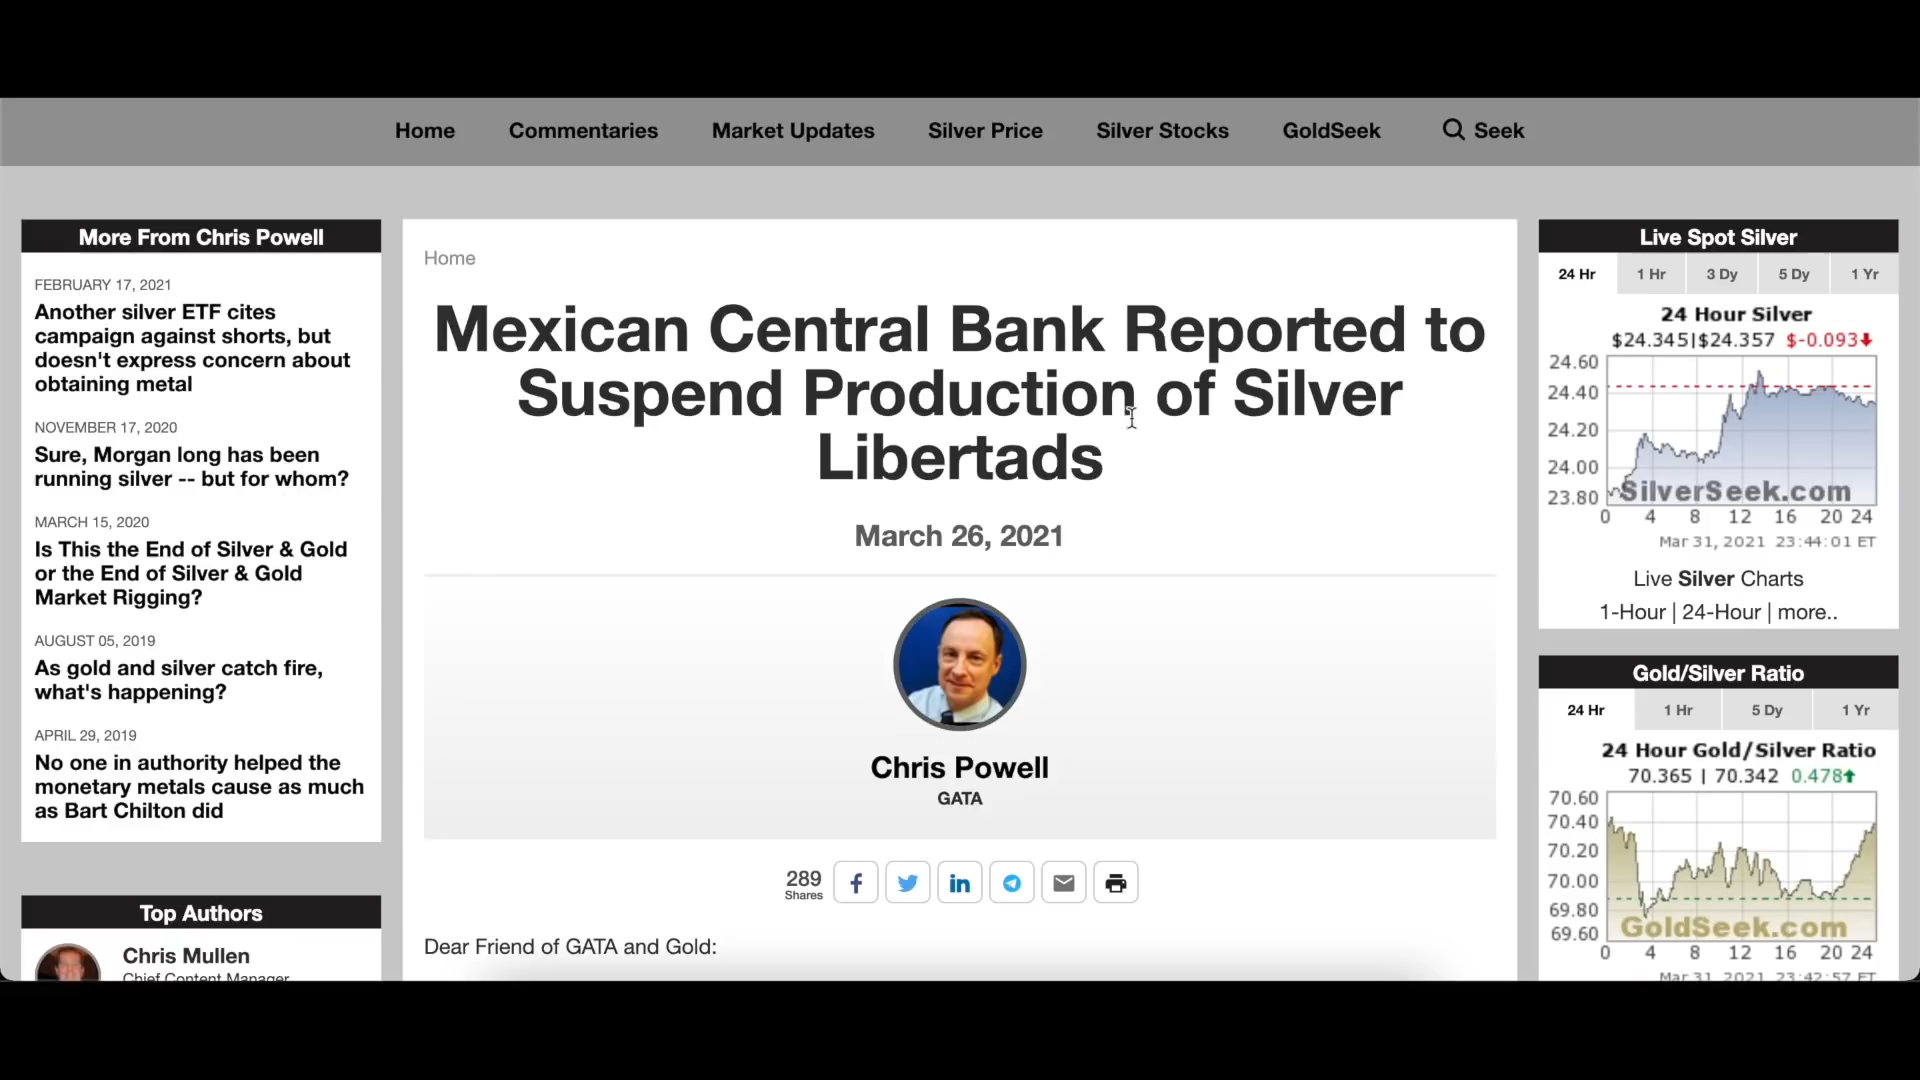 Home
Commentaries
Market Updates
Silver Price
Silver Stocks
GoldSeek
Seek
More From Chris Powell
FEBRUARY 17, 2021
Another silver ETF cites
campaign against shorts, but
doesn't express concern about
obtaining metal
NOVEMBER 17, 2020
Sure, Morgan long has been
running silver -- but for whom?
MARCH 15, 2020
Is This the End of Silver & Gold
or the End of Silver & Gold
Market Rigging?
AUGUST 05, 2019
As gold and silver catch fire,
what's happening?
APRIL 29, 2019
No one in authority helped the
monetary metals cause as much
as Bart Chilton did
Top Authors
Chris Mullen
Chief Content Manager
Home
Mexican Central Bank Reported to
Suspend Production of Silver
Libertads
March 26, 2021
Chris Powell
GATA
289
Shares
Dear Friend of GATA and Gold:
Live Spot Silver
24 Hr 1 Hr 3 Dy 5 Dy 1 Yr
24 Hour Silver
$24.345|$24.357 $-0.093
24.60
24.40
24.20
24.00
23.80
SilverSeek.com
0 4 8 12 16 20 24
Mar 31, 2021 23:44:01 ET
Live Silver Charts
1-Hour | 24-Hour | more..
Gold/Silver Ratio
24 Hr 1 Hr 5 Dy 1 Yr
24 Hour Gold/Silver Ratio
70.365 | 70.342 0.478
70.60
70.40
70.20
70.00
69.80
69.60
GoldSeek.com
0 4 8 12 16 20 24
Mar 31, 2021 23:42:57 ET